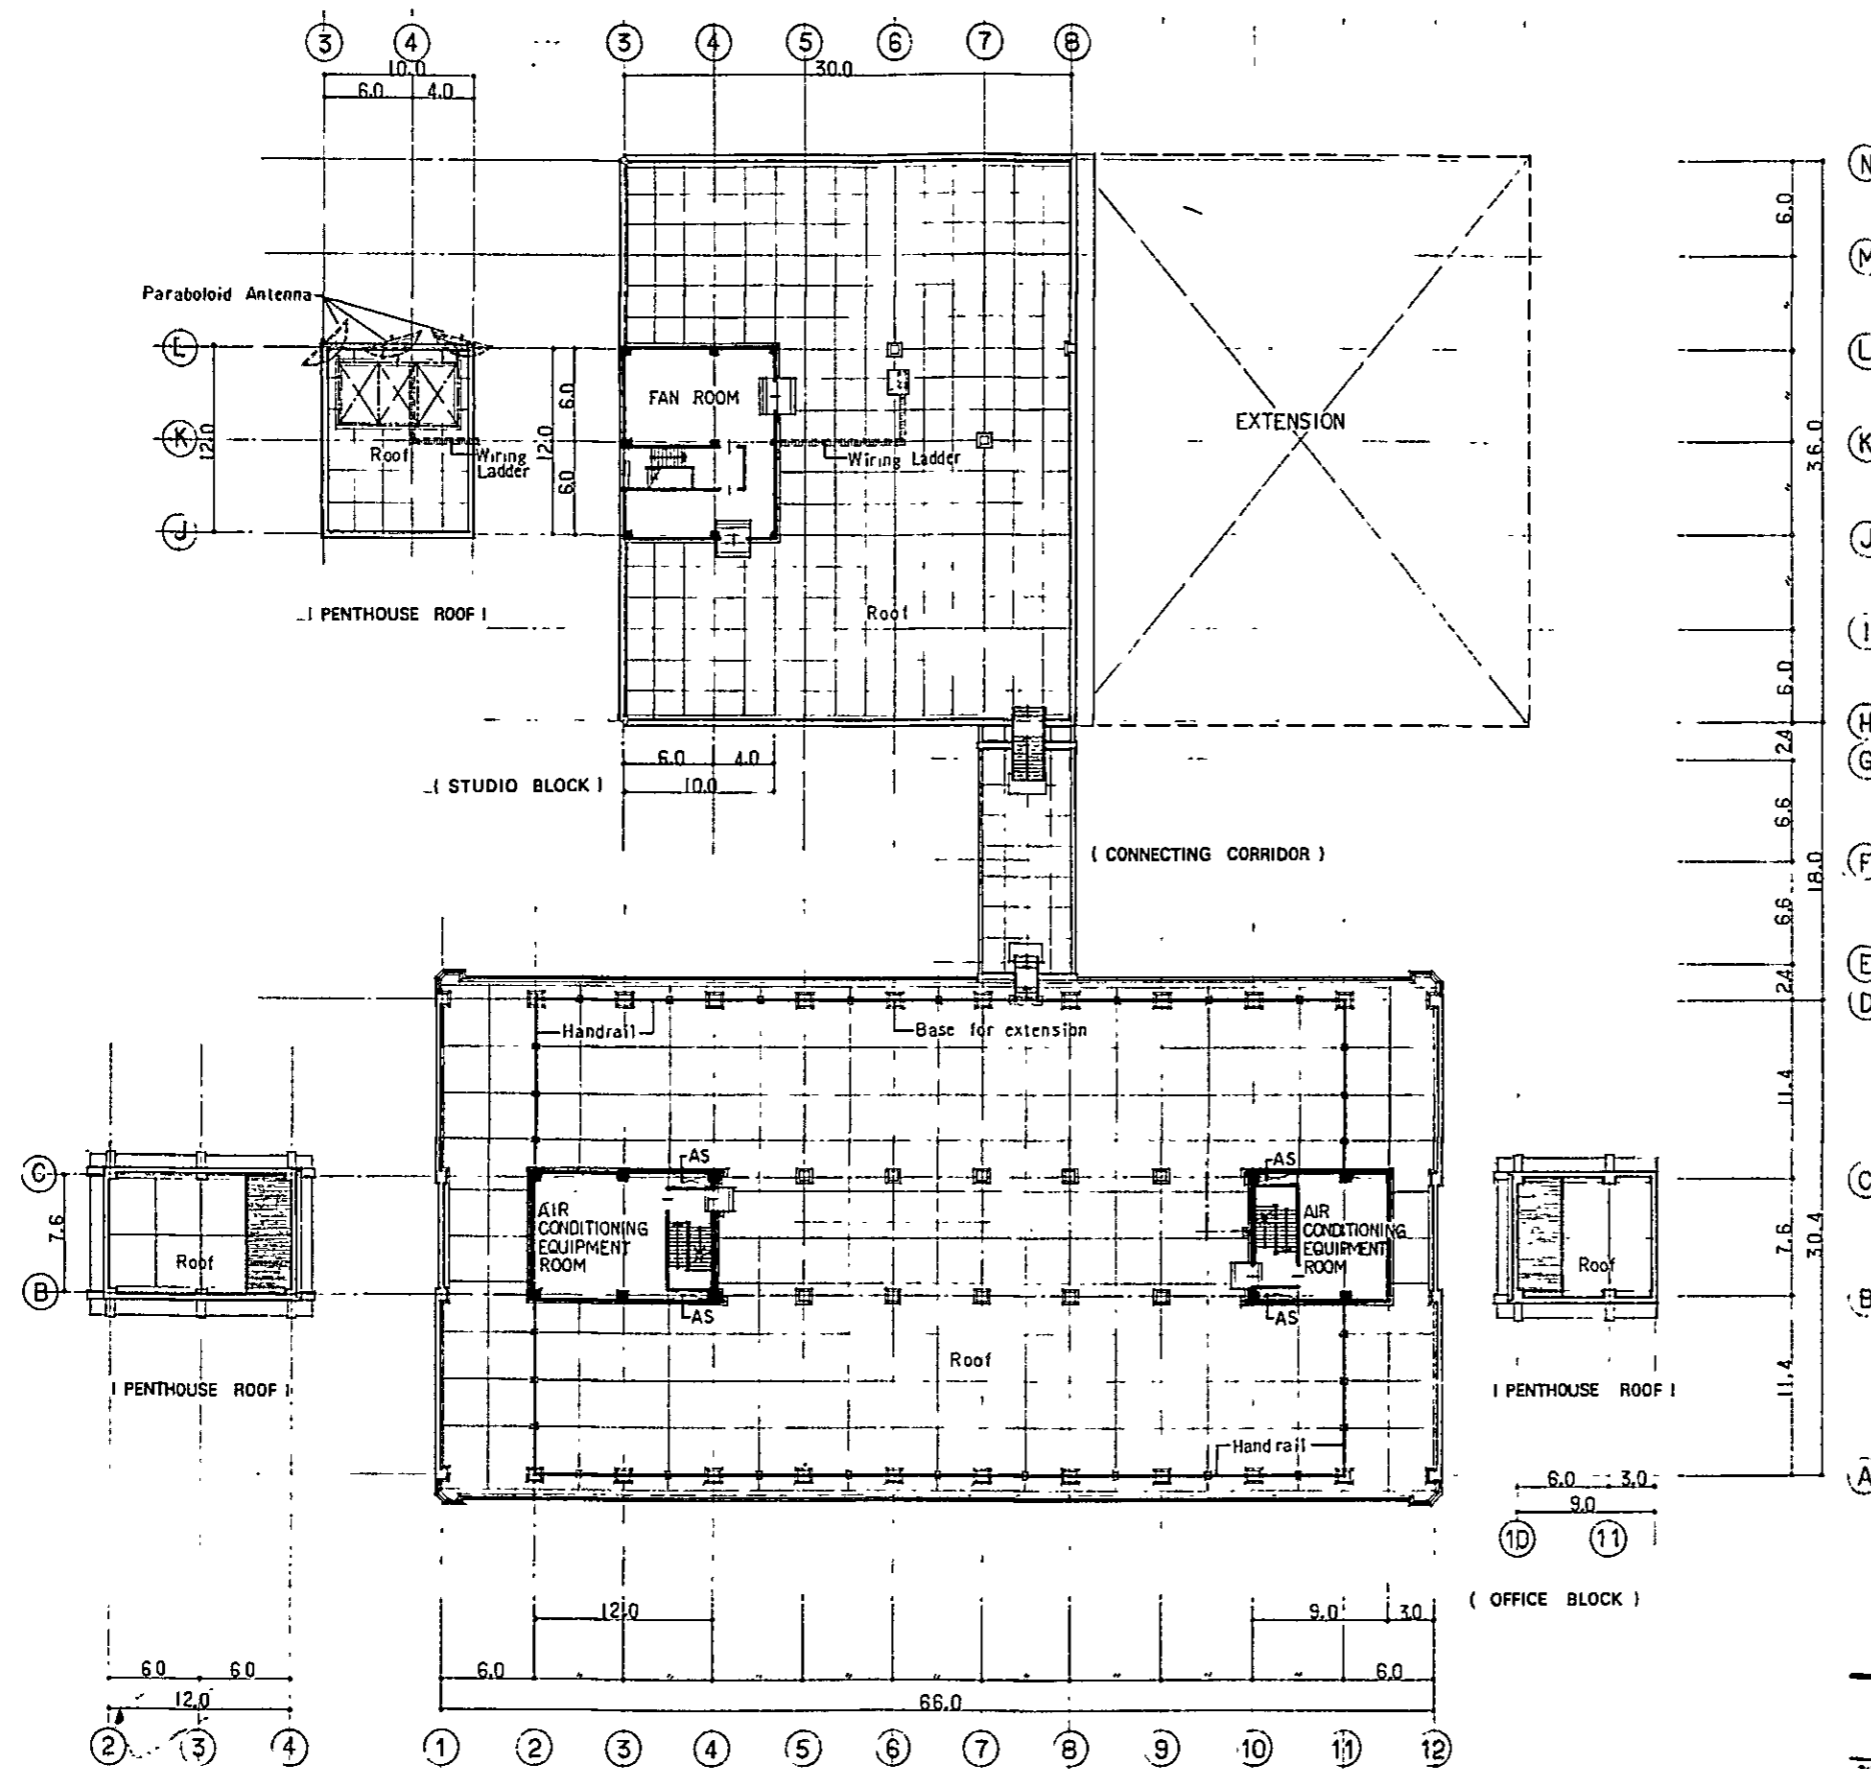 3 4 3 4 5 6 7 8
10.0 30.0
6.0 4.0
N
6.0
M
Paraboloid Antenna
L L
FAN ROOM
6.0
EXTENSION
K 12.0 12.0 K
36.0
Roof Wiring Ladder
Wiring Ladder
6.0
J J
( PENTHOUSE ROOF )
Roof
I
6.0
H
6.0 4.0
2.4
G
( STUDIO BLOCK ) 10.0
6.6
( CONNECTING CORRIDOR )
F
18.0
6.6
E
2.4
D
Handrail
Base for extension
11.4
AS AS
C C
AIR CONDITIONING EQUIPMENT ROOM
AIR CONDITIONING EQUIPMENT ROOM
7.6 7.6
30.4
Roof Roof
B B
AS AS
Roof
( PENTHOUSE ROOF ) ( PENTHOUSE ROOF )
11.4
Handrail
A
6.0 3.0
9.0
10 11
( OFFICE BLOCK )
12.0 9.0 3.0
6.0 6.0 6.0 " " " " " " " 6.0
12.0 66.0
2 3 4 1 2 3 4 5 6 7 8 9 10 11 12